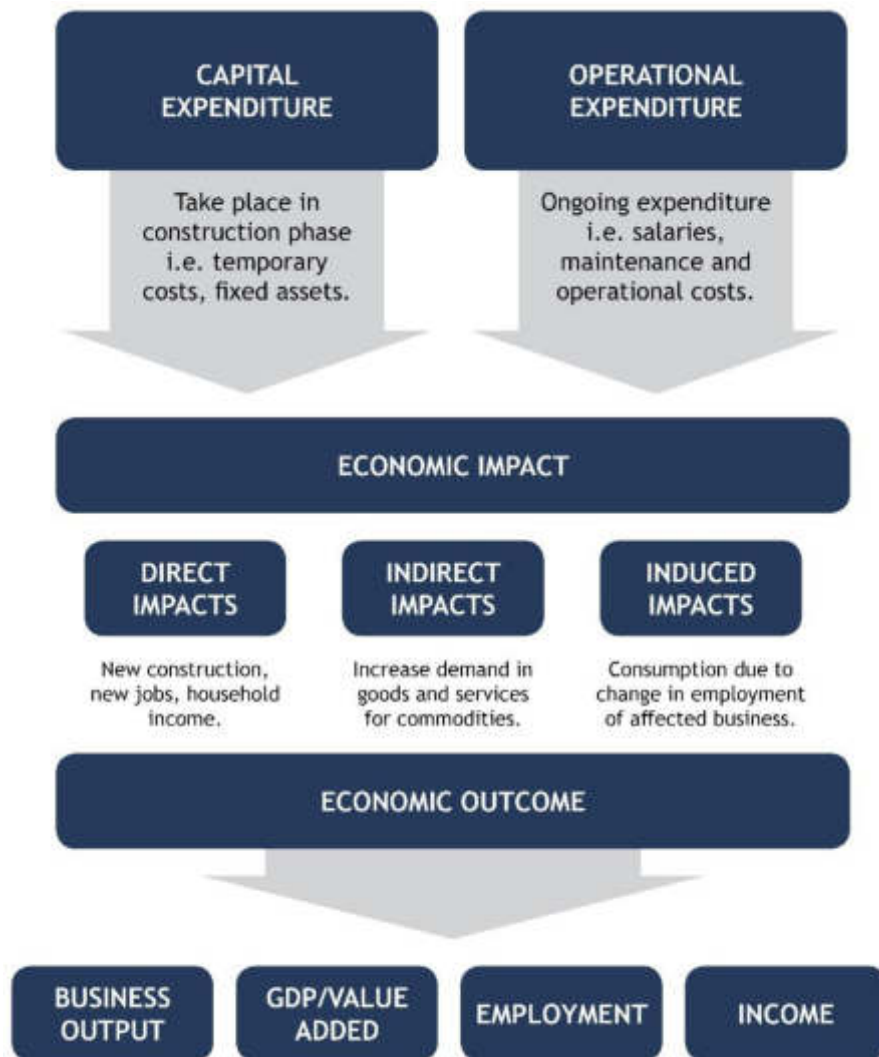 CAPITAL
EXPENDITURE
OPERATIONAL
EXPENDITURE
Take place in
construction phase
i.e. temporary
costs, fixed assets.
Ongoing expenditure
i.e. salaries,
maintenance and
operational costs.
ECONOMIC IMPACT
DIRECT
IMPACTS
INDIRECT
IMPACTS
INDUCED
IMPACTS
New construction,
new jobs, household
income.
Increase demand in
goods and services
for commodities.
Consumption due to
change in employment
of affected business.
ECONOMIC OUTCOME
BUSINESS
OUTPUT
GDP/VALUE
ADDED
EMPLOYMENT
INCOME